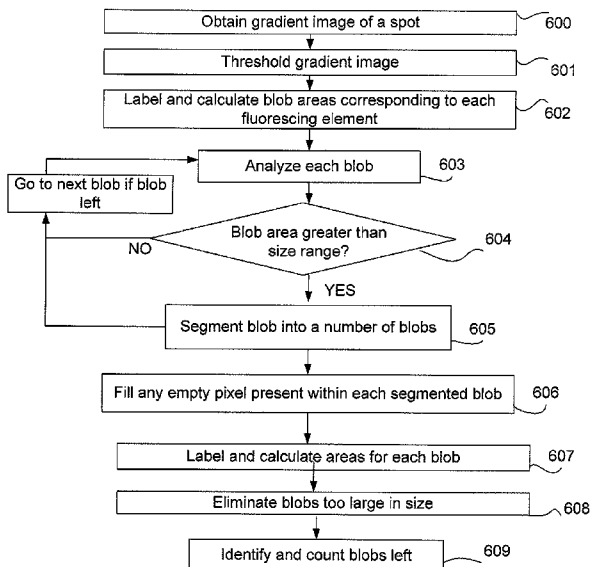 Obtain gradient image of a spot
600
Threshold gradient image
601
Label and calculate blob areas corresponding to each
fluorescing element
602
Analyze each blob
603
Go to next blob if blob
left
Blob area greater than
size range?
604
NO
YES
Segment blob into a number of blobs
605
Fill any empty pixel present within each segmented blob
606
Label and calculate areas for each blob
607
Eliminate blobs too large in size
608
Identify and count blobs left
609